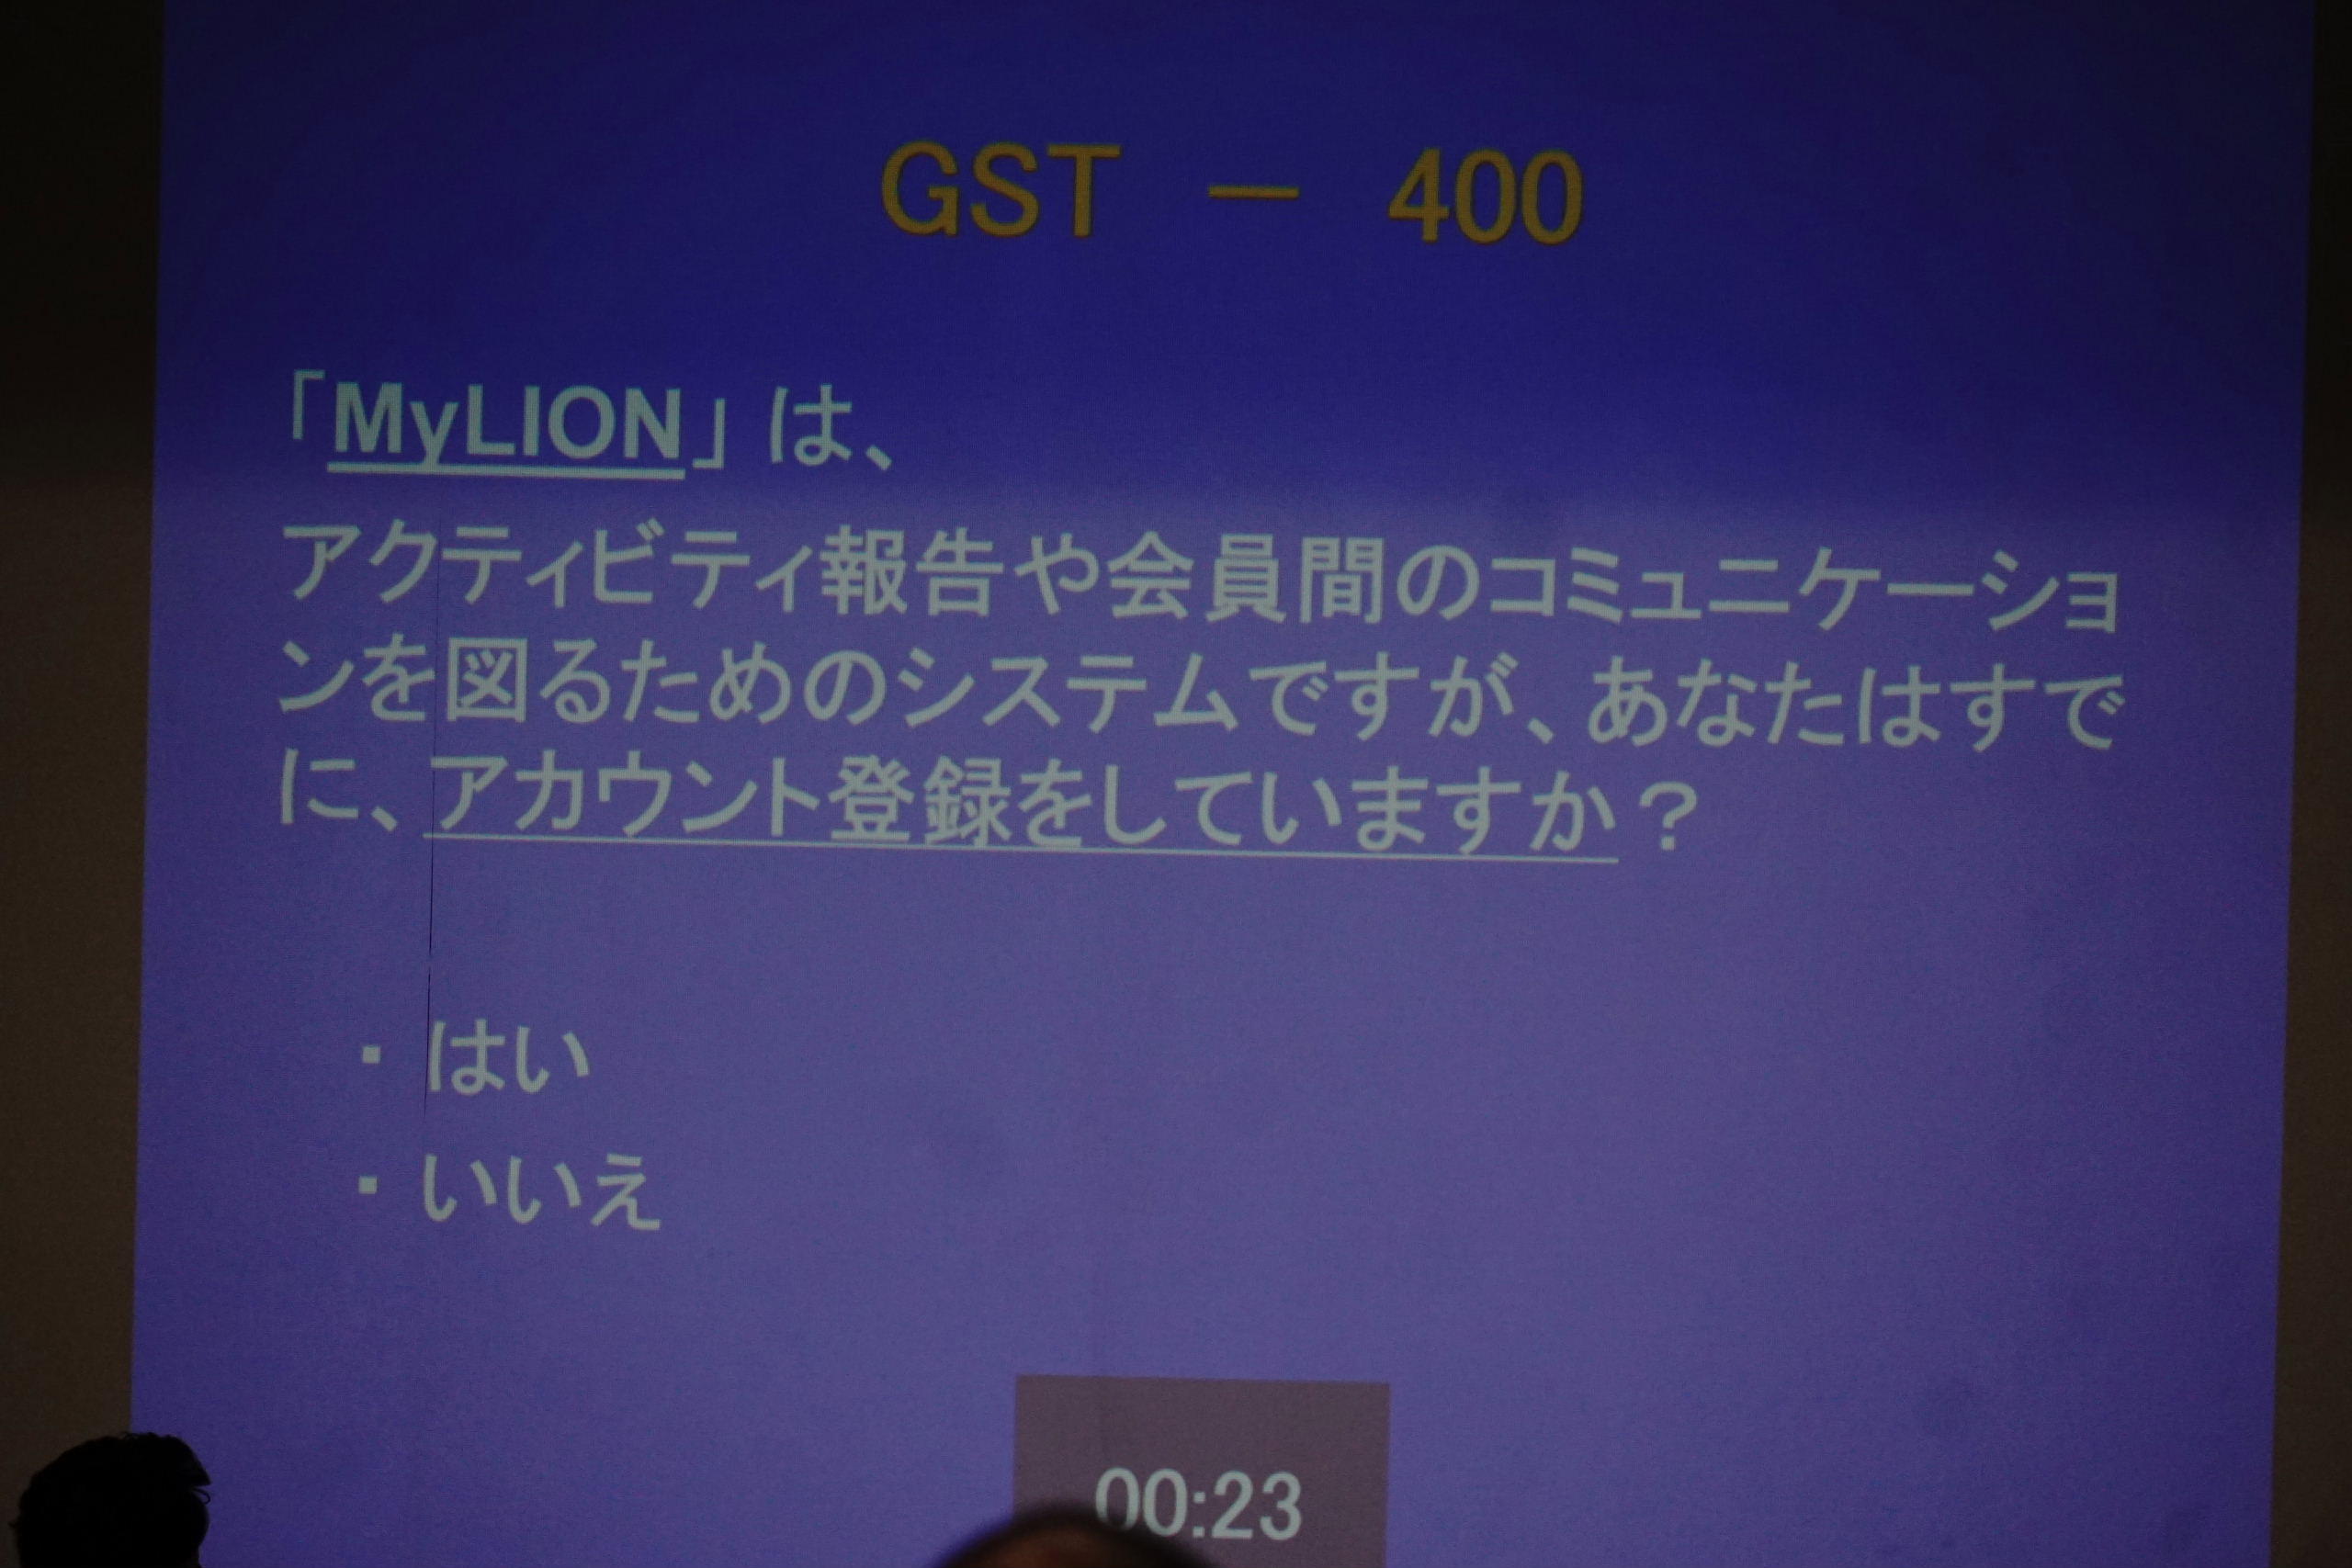 GST － 400
「MyLION」は、
アクティビティ報告や会員間のコミュニケーショ
ンを図るためのシステムですが、あなたはすで
に、アカウント登録をしていますか？
・はい
・いいえ
00:23